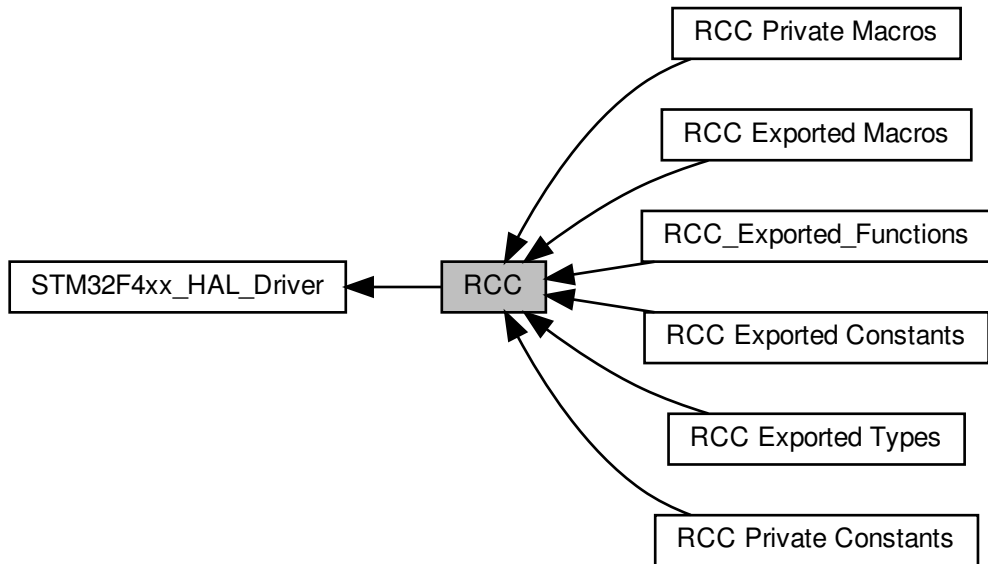 RCC Private Macros
RCC Exported Macros
RCC_Exported_Functions
STM32F4xx_HAL_Driver
RCC
RCC Exported Constants
RCC Exported Types
RCC Private Constants